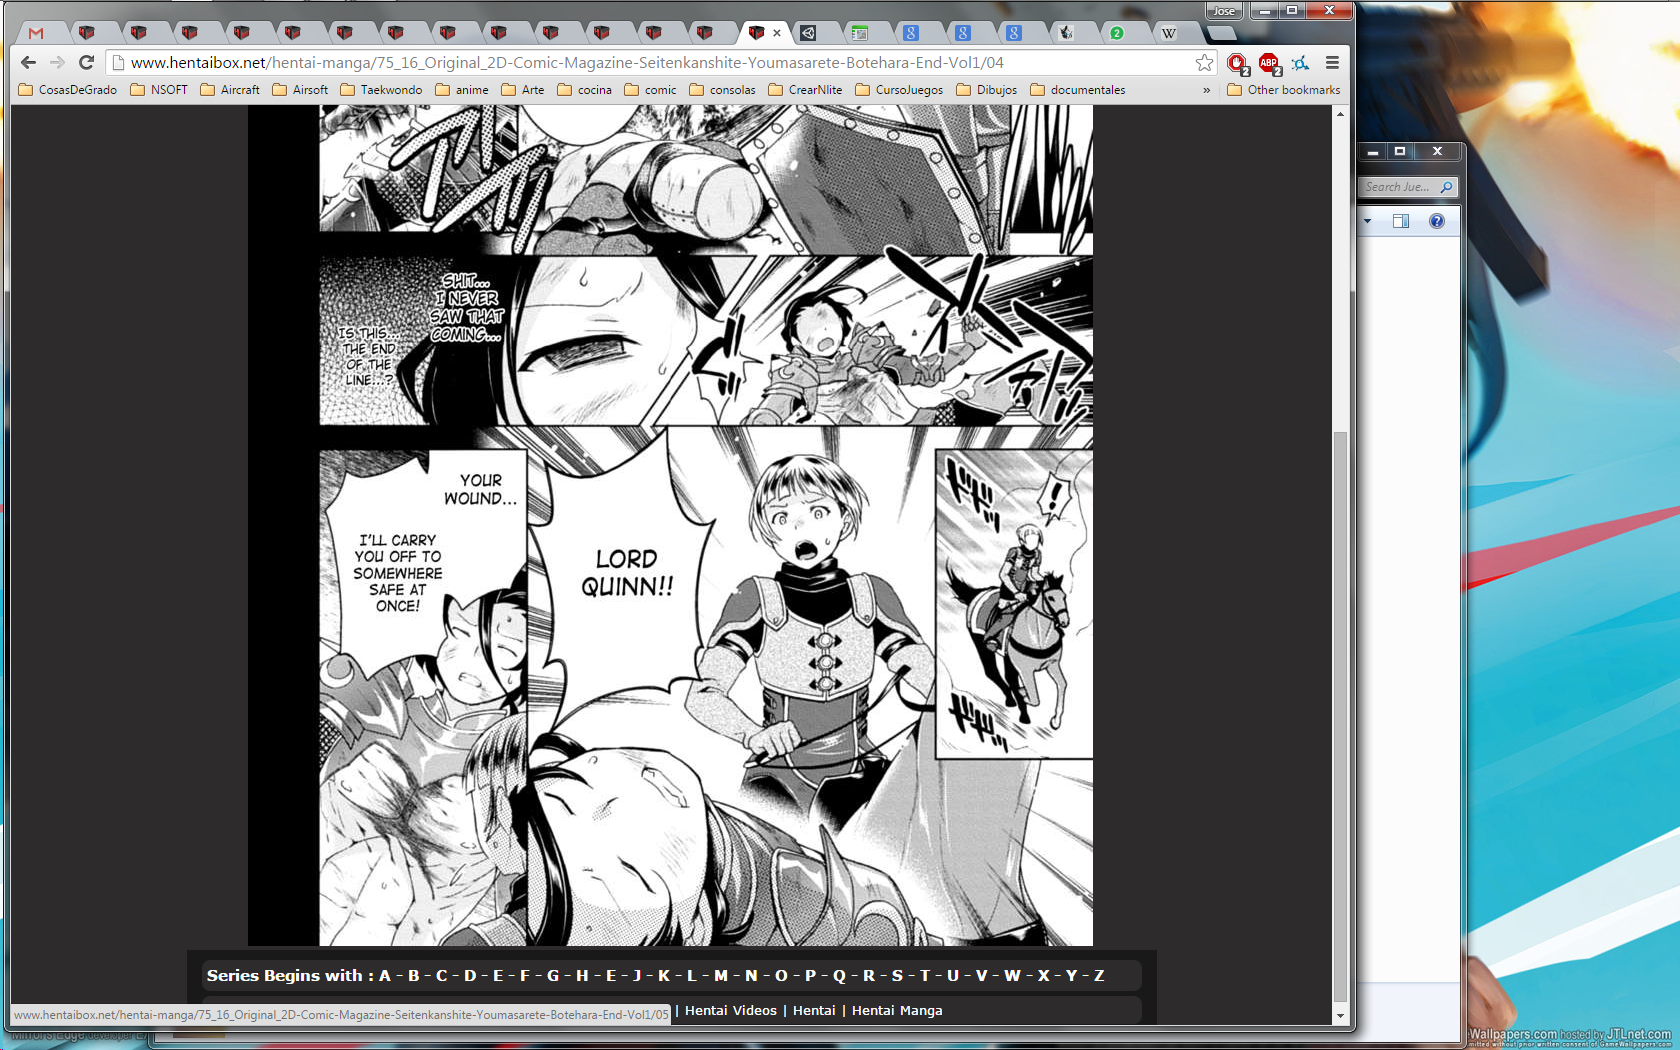 Jose
www.hentaibox.net/hentai-manga/75_16_Original_2D-Comic-Magazine-Seitenkanshite-Youmasarete-Botehara-End-Vol1/04
CosasDeGrado NSOFT Aircraft Airsoft Taekwondo anime Arte cocina comic consolas CrearNlite CursoJuegos Dibujos documentales » Other bookmarks
Search Jue...
SHIT...
I NEVER
SAW THAT
COMING...
IS THIS...
THE END
OF THE
LINE...?
!
LORD
QUINN!!
YOUR
WOUND...
I'LL CARRY
YOU OFF TO
SOMEWHERE
SAFE AT
ONCE!
Series Begins with : A - B - C - D - E - F - G - H - E - J - K - L - M - N - O - P - Q - R - S - T - U - V - W - X - Y - Z
| Hentai Videos | Hentai | Hentai Manga
www.hentaibox.net/hentai-manga/75_16_Original_2D-Comic-Magazine-Seitenkanshite-Youmasarete-Botehara-End-Vol1/05
Wallpapers.com hosted by JTLnet.com